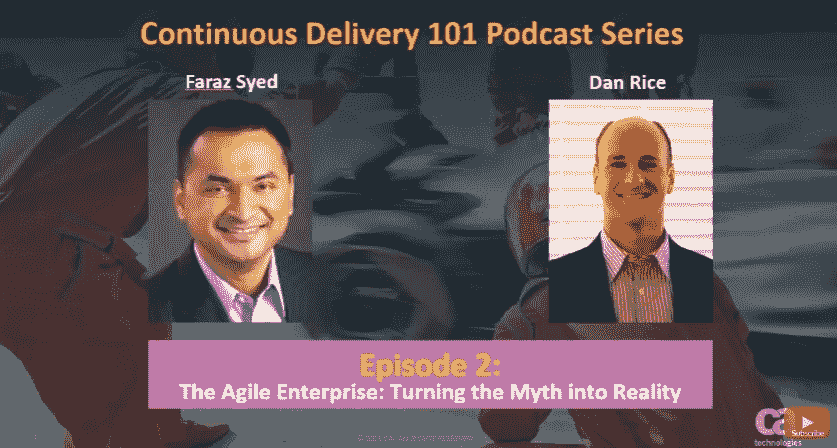 Continuous Delivery 101 Podcast Series
Faraz Syed
Dan Rice
Episode 2:
The Agile Enterprise: Turning the Myth into Reality
ca
technologies
Subscribe